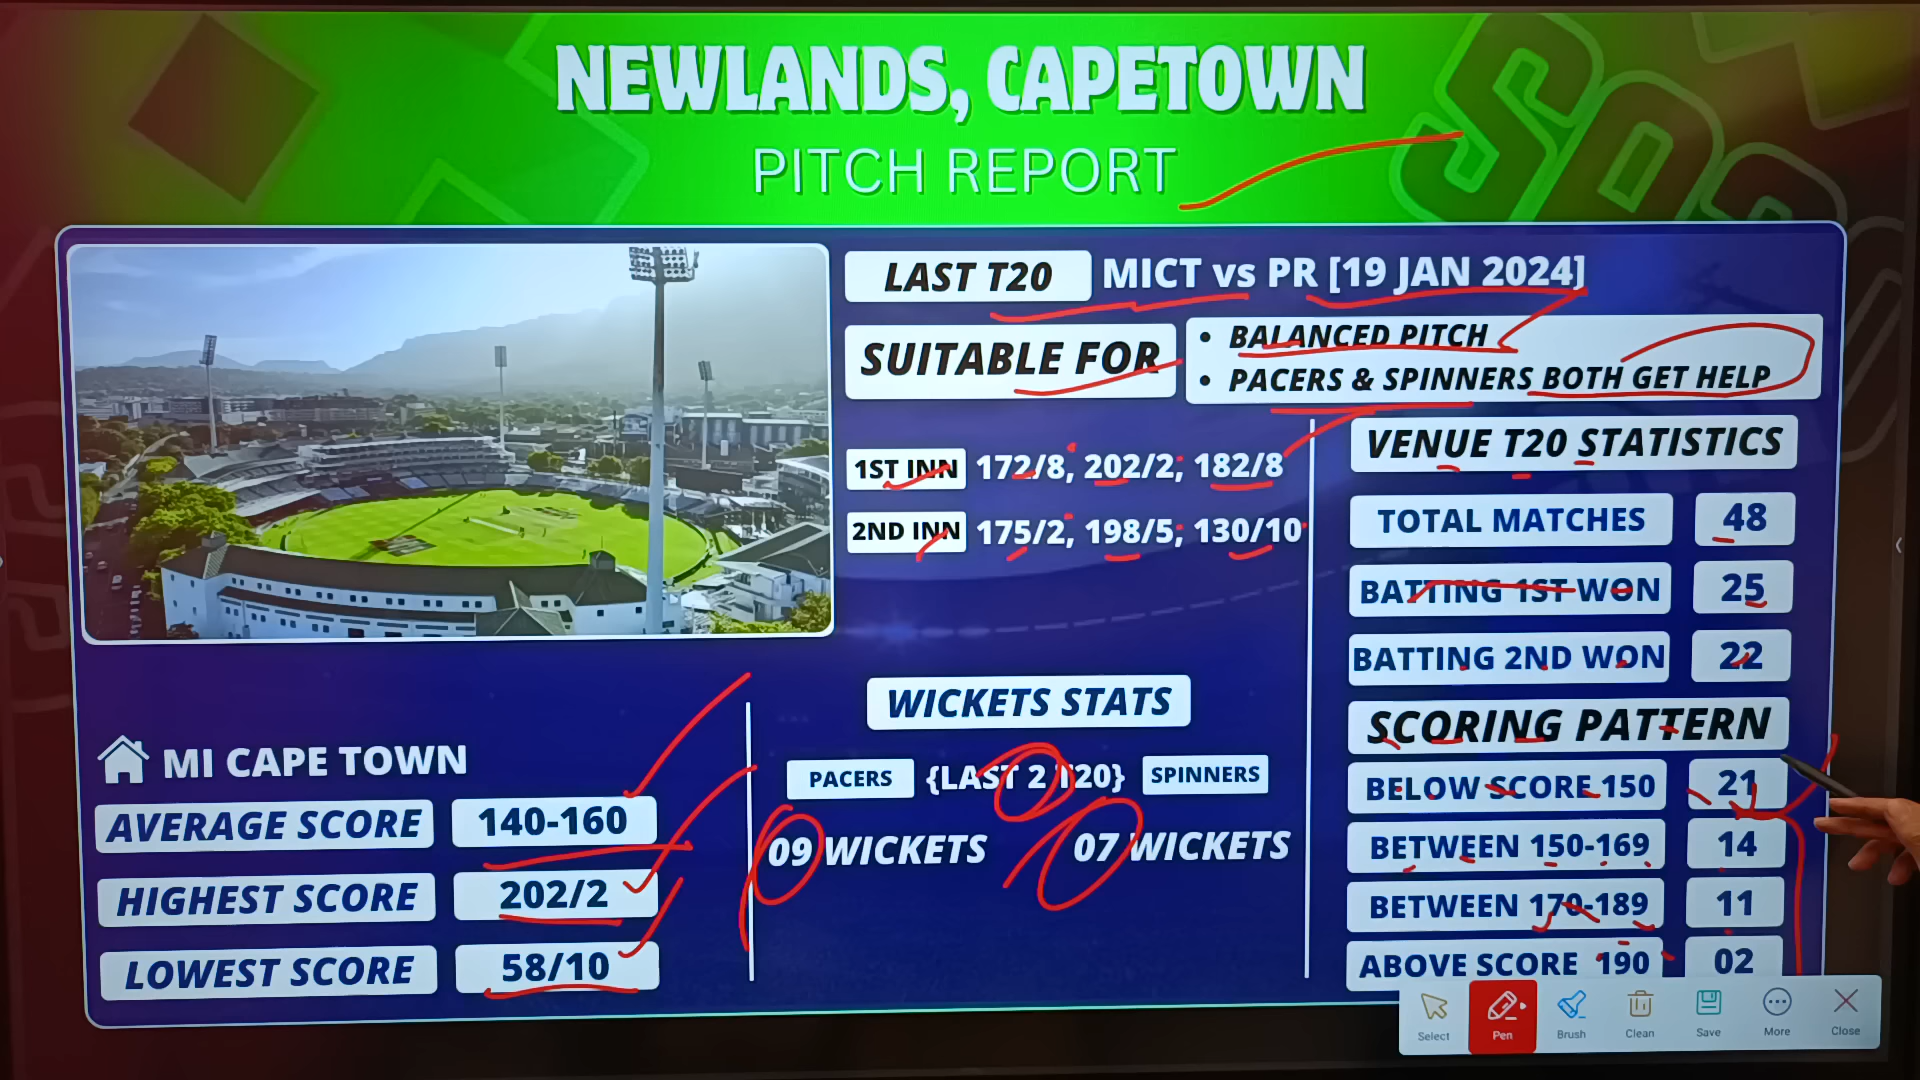 NEWLANDS, CAPETOWN
PITCH REPORT
LAST T20 MICT vs PR [19 JAN 2024]
SUITABLE FOR
• BALANCED PITCH
• PACERS & SPINNERS BOTH GET HELP
1ST INN 172/8, 202/2, 182/8
2ND INN 175/2, 198/5, 130/10
VENUE T20 STATISTICS
TOTAL MATCHES 48
BATTING 1ST WON 25
BATTING 2ND WON 22
SCORING PATTERN
BELOW SCORE 150 21
BETWEEN 150-169 14
BETWEEN 170-189 11
ABOVE SCORE 190 02
WICKETS STATS
PACERS {LAST 2 T20} SPINNERS
09 WICKETS 07 WICKETS
MI CAPE TOWN
AVERAGE SCORE 140-160
HIGHEST SCORE 202/2
LOWEST SCORE 58/10
Select Pen Brush Clean Save More Close